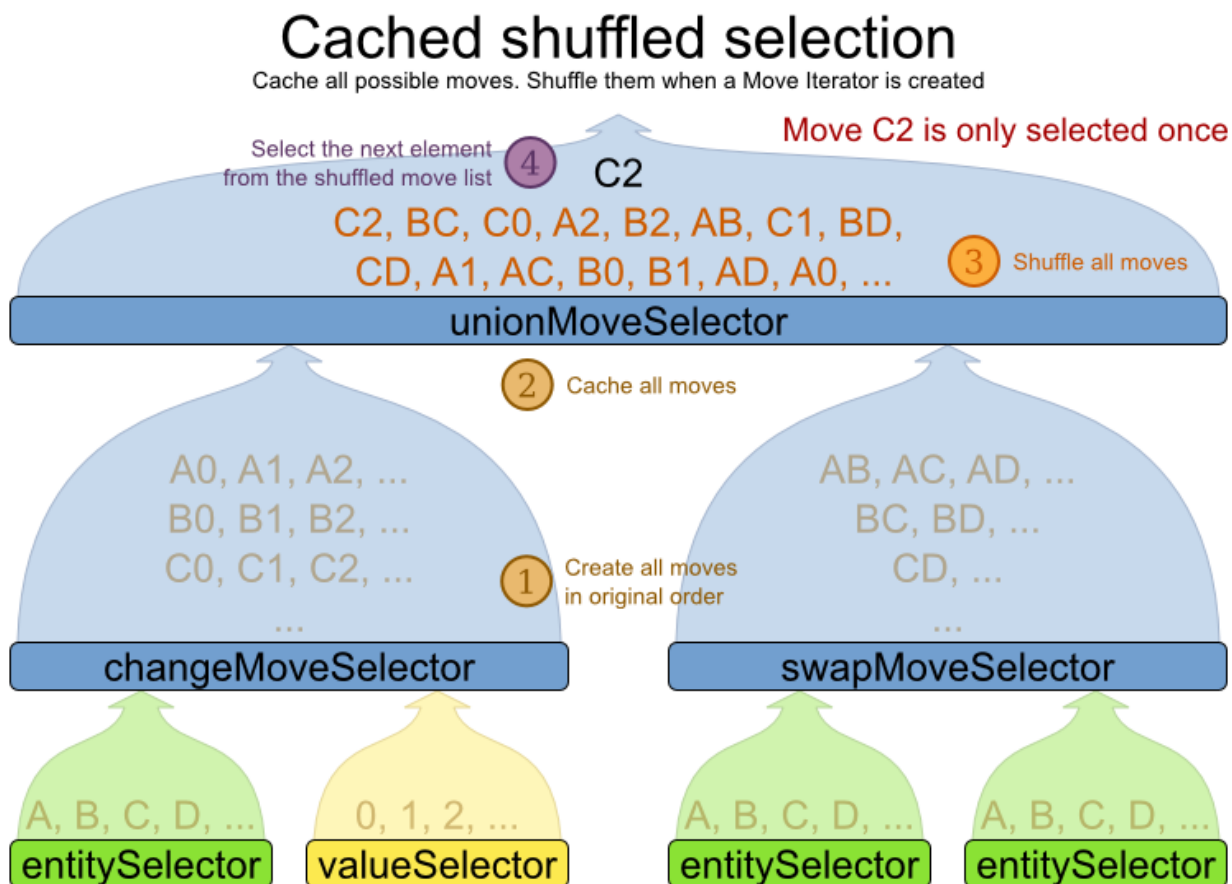 Cached shuffled selection
Cache all possible moves. Shuffle them when a Move Iterator is created
Move C2 is only selected once
Select the next element
from the shuffled move list
4
C2
C2, BC, C0, A2, B2, AB, C1, BD,
CD, A1, AC, B0, B1, AD, A0, ...
3
Shuffle all moves
unionMoveSelector
2
Cache all moves
A0, A1, A2, ...
B0, B1, B2, ...
C0, C1, C2, ...
...
1
Create all moves
in original order
AB, AC, AD, ...
BC, BD, ...
CD, ...
...
changeMoveSelector
swapMoveSelector
A, B, C, D, ...
0, 1, 2, ...
A, B, C, D, ...
A, B, C, D, ...
entitySelector
valueSelector
entitySelector
entitySelector